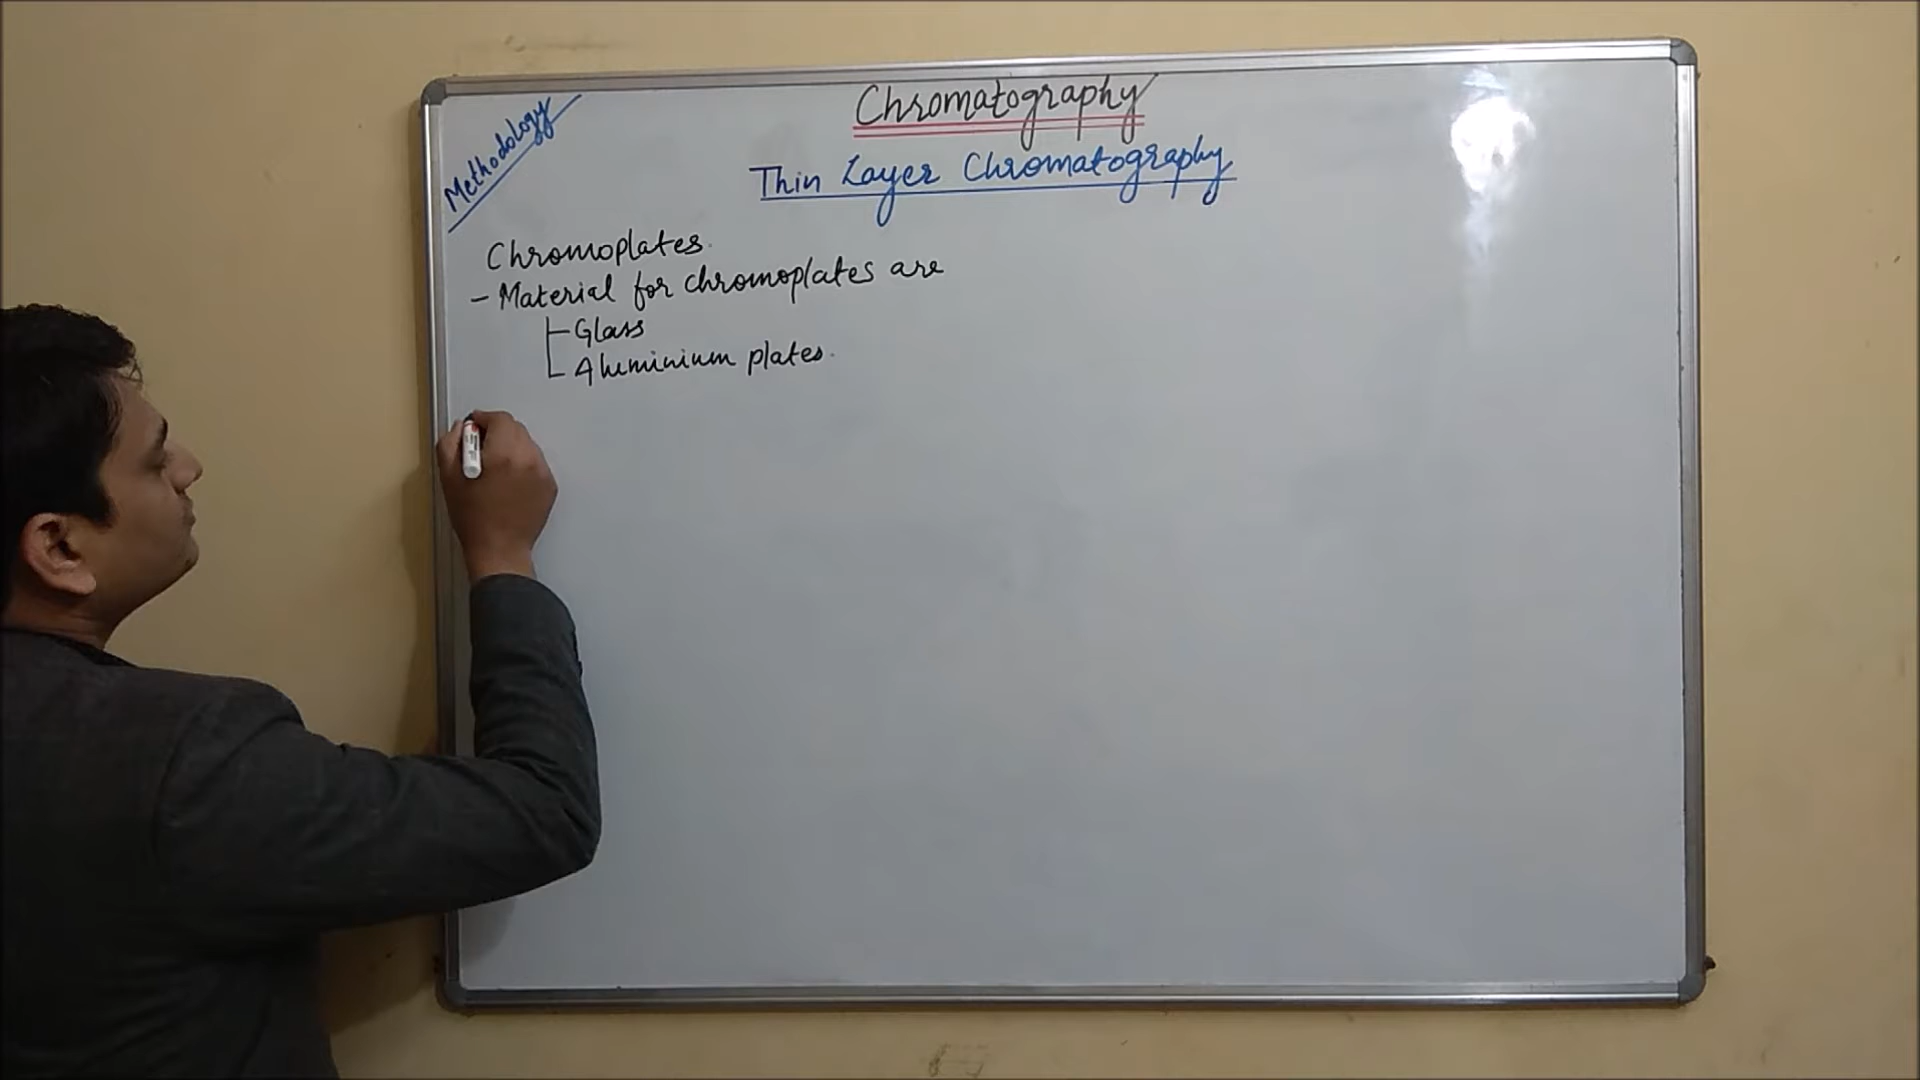 Chromatography
Methodology
Thin Layer Chromatography
Chromoplates.
- Material for chromoplates are
Glass
Aluminium plates.